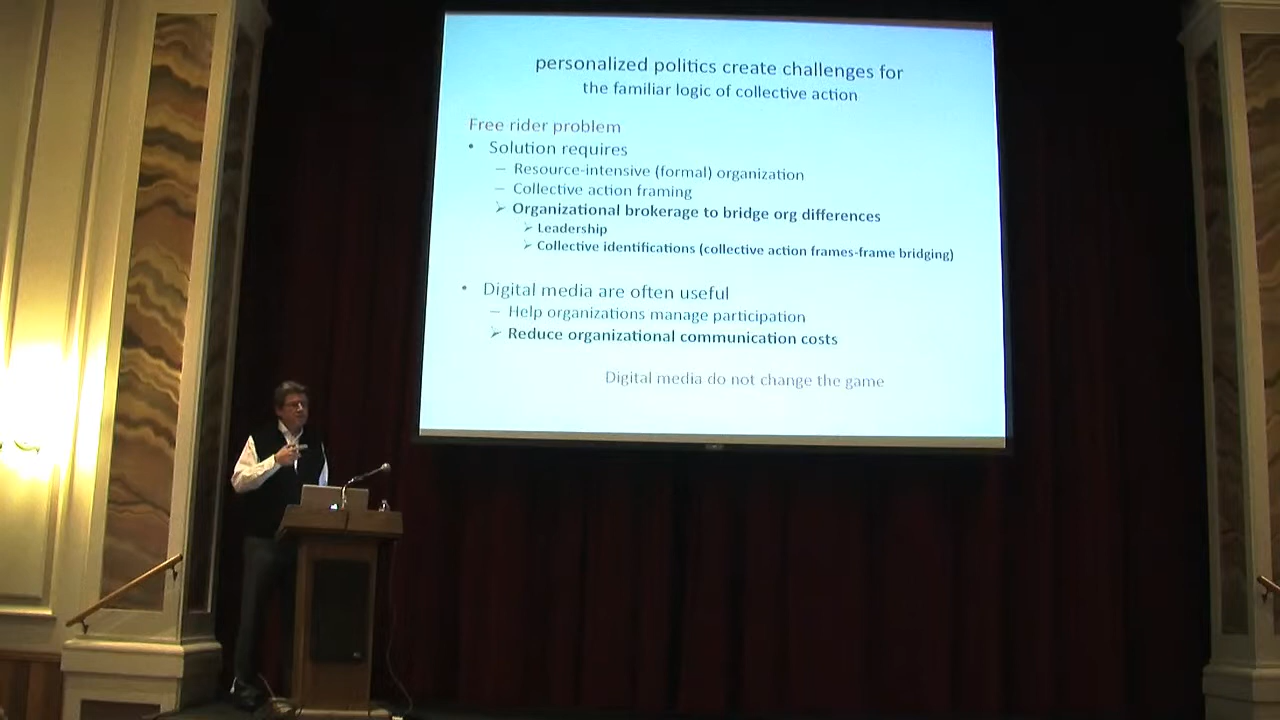 personalized politics create challenges for
the familiar logic of collective action
Free rider problem
• Solution requires
– Resource-intensive (formal) organization
– Collective action framing
➢ Organizational brokerage to bridge org differences
➢ Leadership
➢ Collective identifications (collective action frames-frame bridging)
• Digital media are often useful
– Help organizations manage participation
➢ Reduce organizational communication costs
Digital media do not change the game